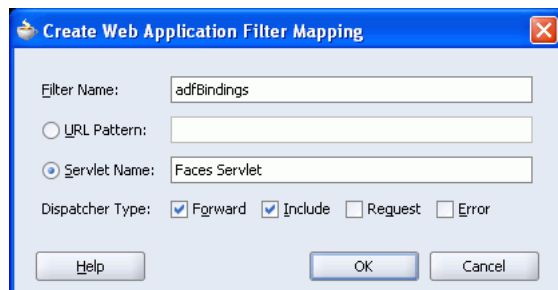 Create Web Application Filter Mapping
Filter Name: adfBindings
URL Pattern:
Servlet Name: Faces Servlet
Dispatcher Type: Forward Include Request Error
Help OK Cancel